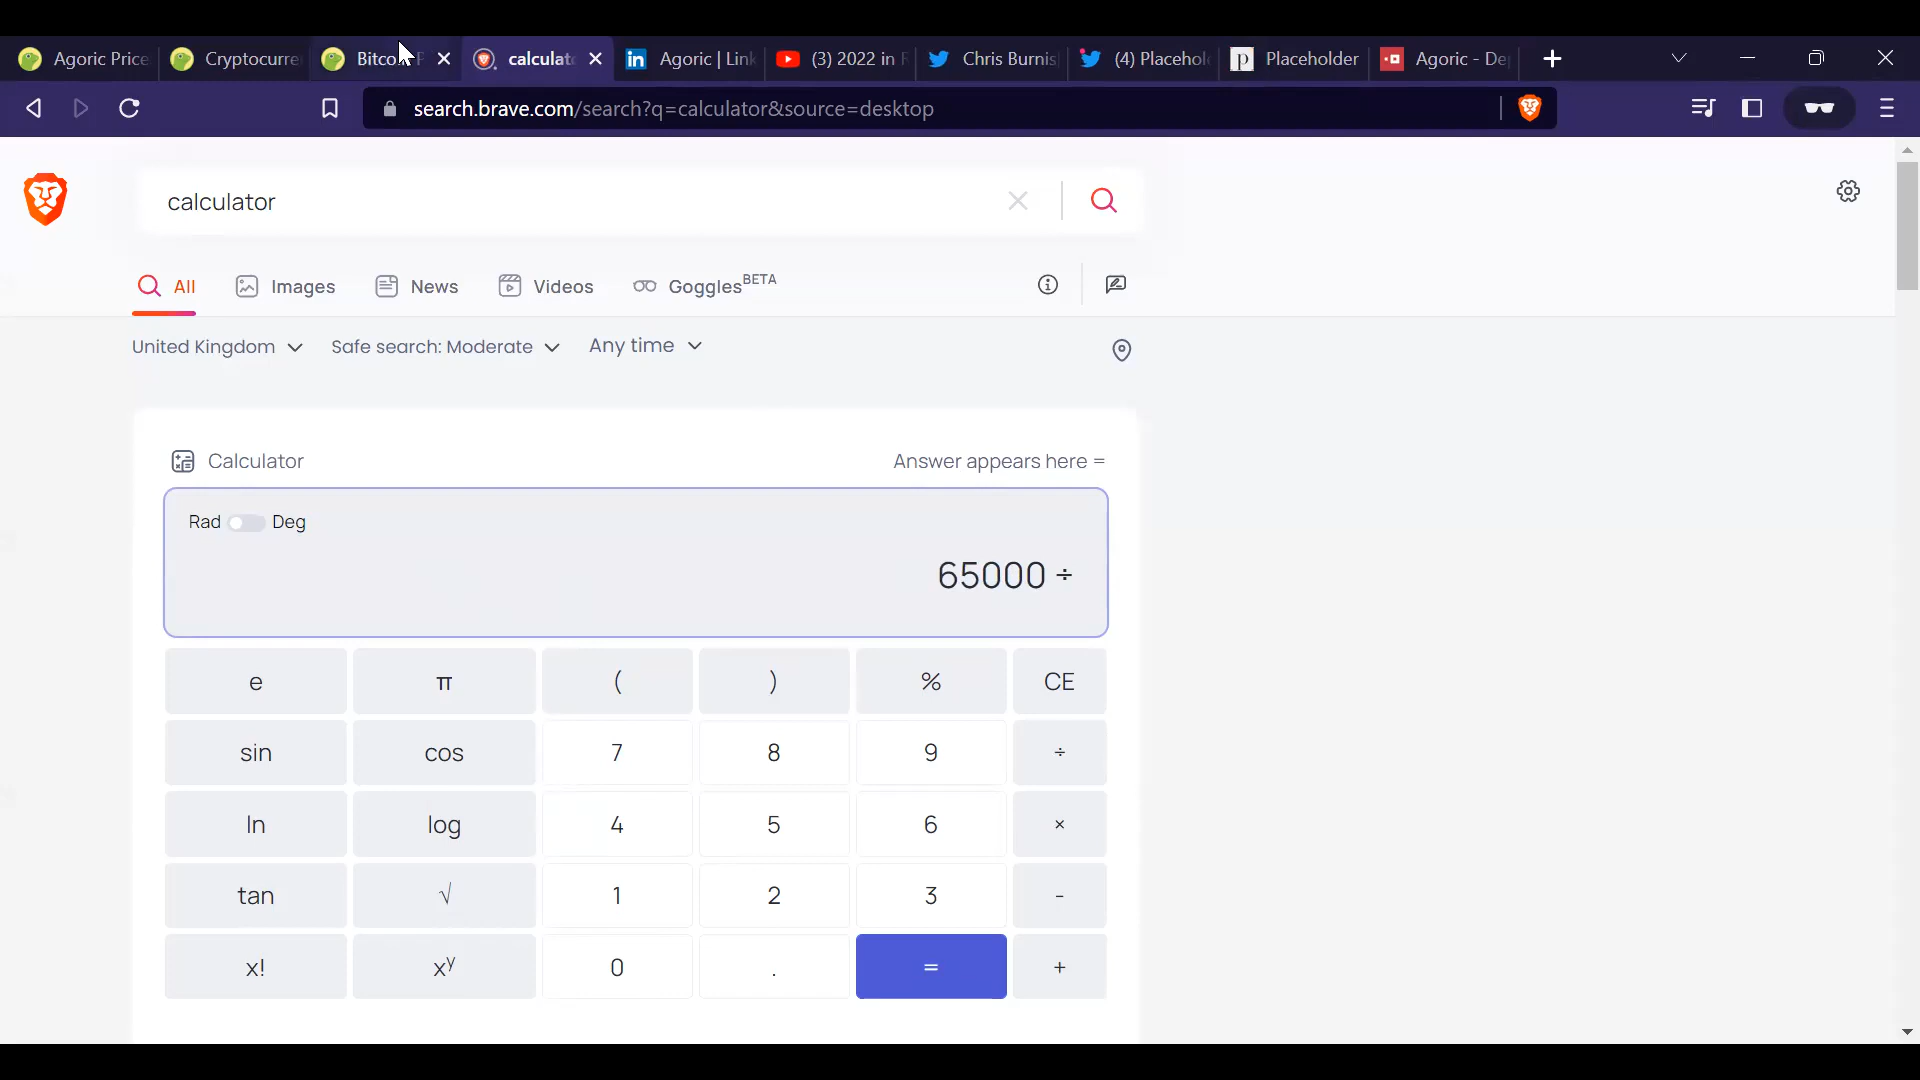 Agoric Price
Cryptocurre
Bitco
calculat
Agoric | Link
(3) 2022 in
Chris Burnis
(4) Placehol
Placeholder
Agoric - De
search.brave.com/search?q=calculator&source=desktop
calculator
All
Images
News
Videos
Goggles BETA
United Kingdom
Safe search: Moderate
Any time
Calculator
Answer appears here =
Rad
Deg
65000 ÷
e π ( ) % CE
sin cos 7 8 9 ÷
ln log 4 5 6 ×
tan √ 1 2 3 -
x! xʸ 0 . = +